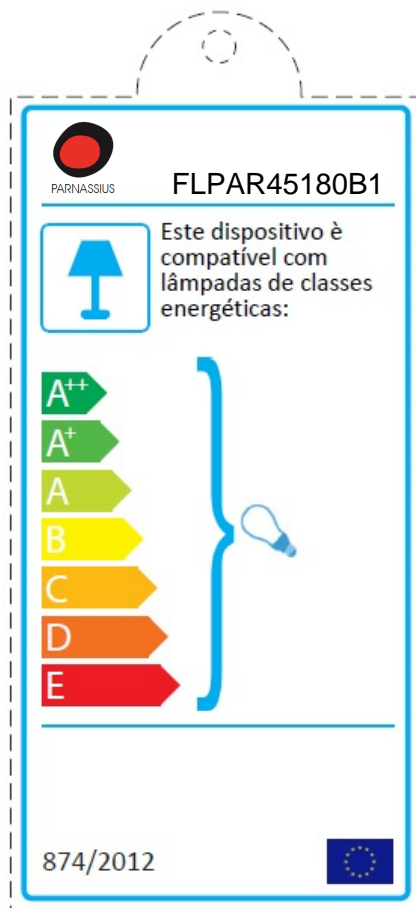 PARNASSIUS
FLPAR45180B1
Este dispositivo è
compatível com
lâmpadas de classes
energéticas:
A++
A+
A
B
C
D
E
874/2012